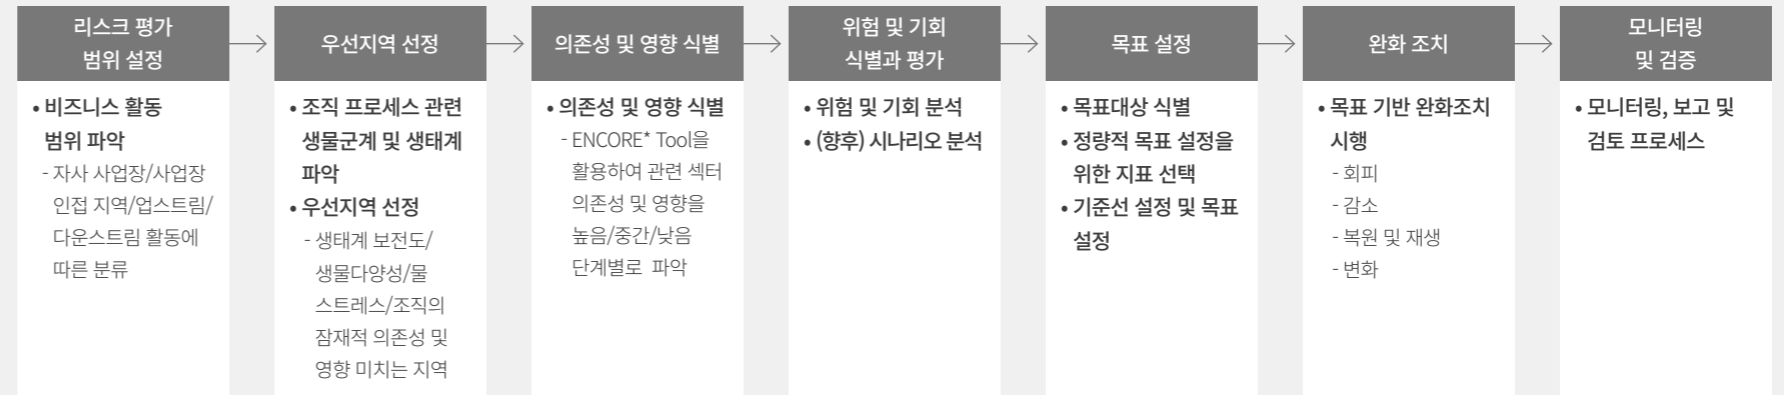 리스크 평가
범위 설정
• 비즈니스 활동
범위 파악
- 자사 사업장/사업장
인접 지역/업스트림/
다운스트림 활동에
따른 분류
우선지역 선정
• 조직 프로세스 관련
생물군계 및 생태계
파악
• 우선지역 선정
- 생태계 보전도/
생물다양성/물
스트레스/조직의
잠재적 의존성 및
영향 미치는 지역
의존성 및 영향 식별
• 의존성 및 영향 식별
- ENCORE* Tool을
활용하여 관련 섹터
의존성 및 영향을
높음/중간/낮음
단계별로 파악
위험 및 기회
식별과 평가
• 위험 및 기회 분석
• (향후) 시나리오 분석
목표 설정
• 목표대상 식별
• 정량적 목표 설정을
위한 지표 선택
• 기준선 설정 및 목표
설정
완화 조치
• 목표 기반 완화조치
시행
- 회피
- 감소
- 복원 및 재생
- 변화
모니터링
및 검증
• 모니터링, 보고 및
검토 프로세스